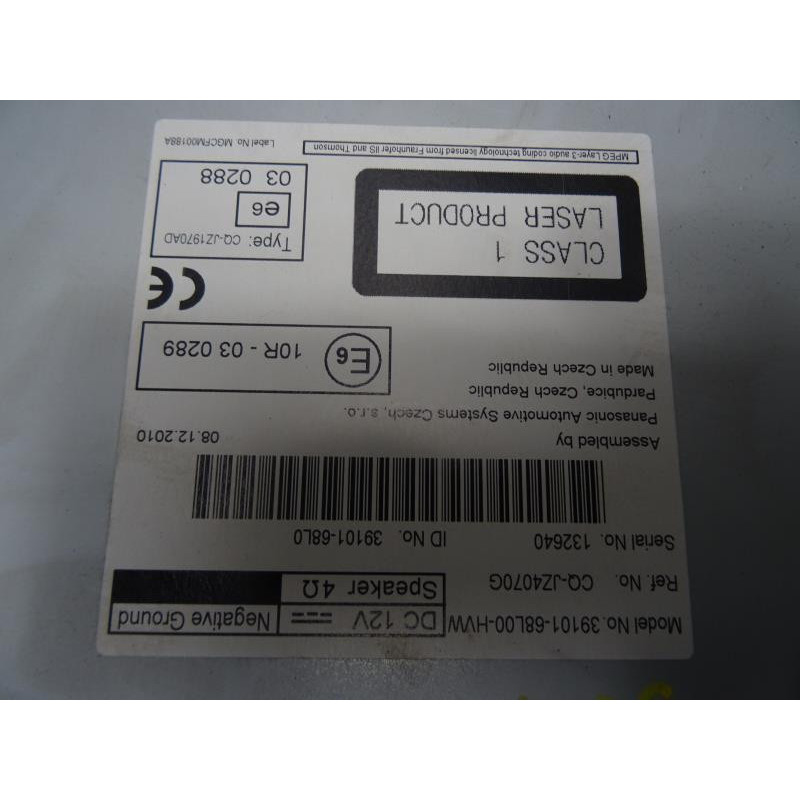 Model No. 39101-68L00-HVW
DC 12V
Negative Ground
Ref. No. CQ-JZ4070G
Speaker 4Ω
Serial No. 132640
ID No. 39101-68L0
Assembled by
08.12.2010
Panasonic Automotive Systems Czech, s.r.o.
Pardubice, Czech Republic
Made in Czech Republic
E6
10R - 03 0289
CLASS 1
LASER PRODUCT
CE
Type: CQ-JZ1970AD
e6
03 0288
MPEG Layer-3 audio coding technology licensed from Fraunhofer IIS and Thomson
Label No. MGCFM00188A